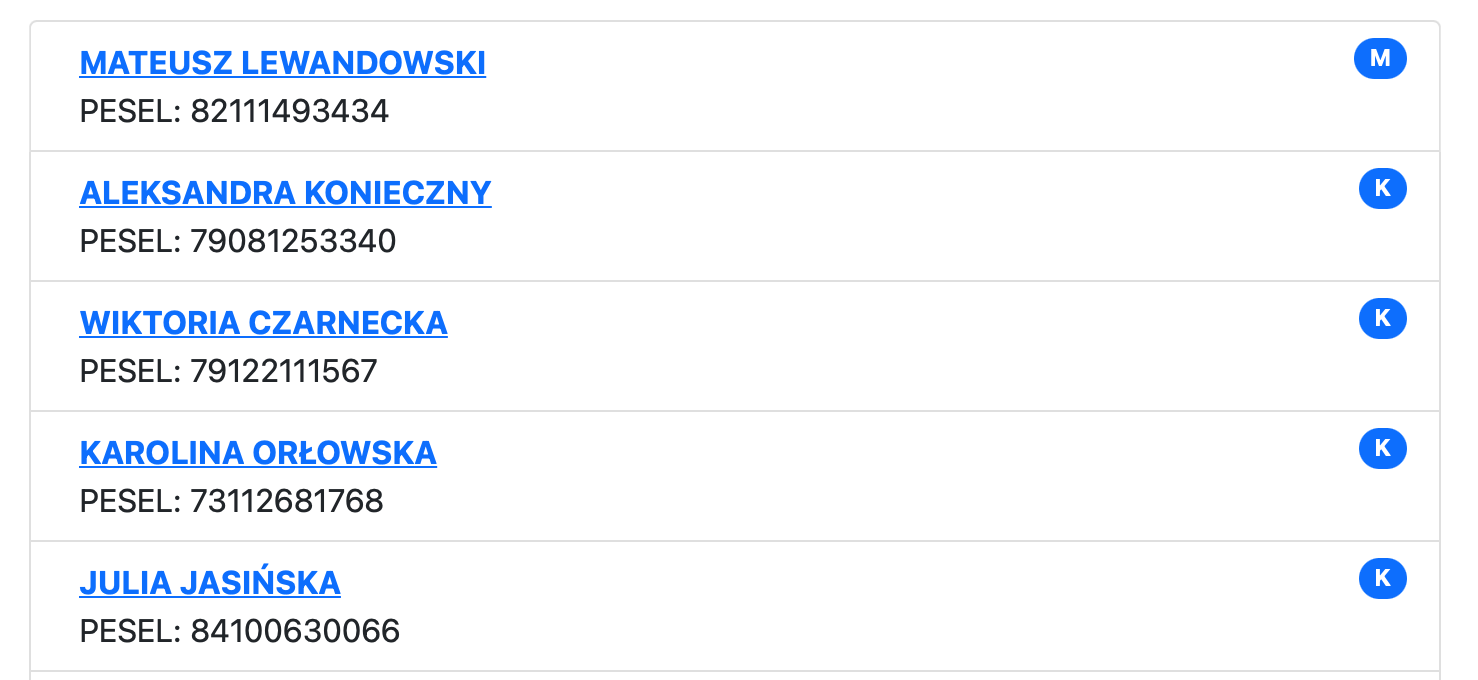 MATEUSZ LEWANDOWSKI M
PESEL: 82111493434
ALEKSANDRA KONIECZNY K
PESEL: 79081253340
WIKTORIA CZARNECKA K
PESEL: 79122111567
KAROLINA ORŁOWSKA K
PESEL: 73112681768
JULIA JASIŃSKA K
PESEL: 84100630066